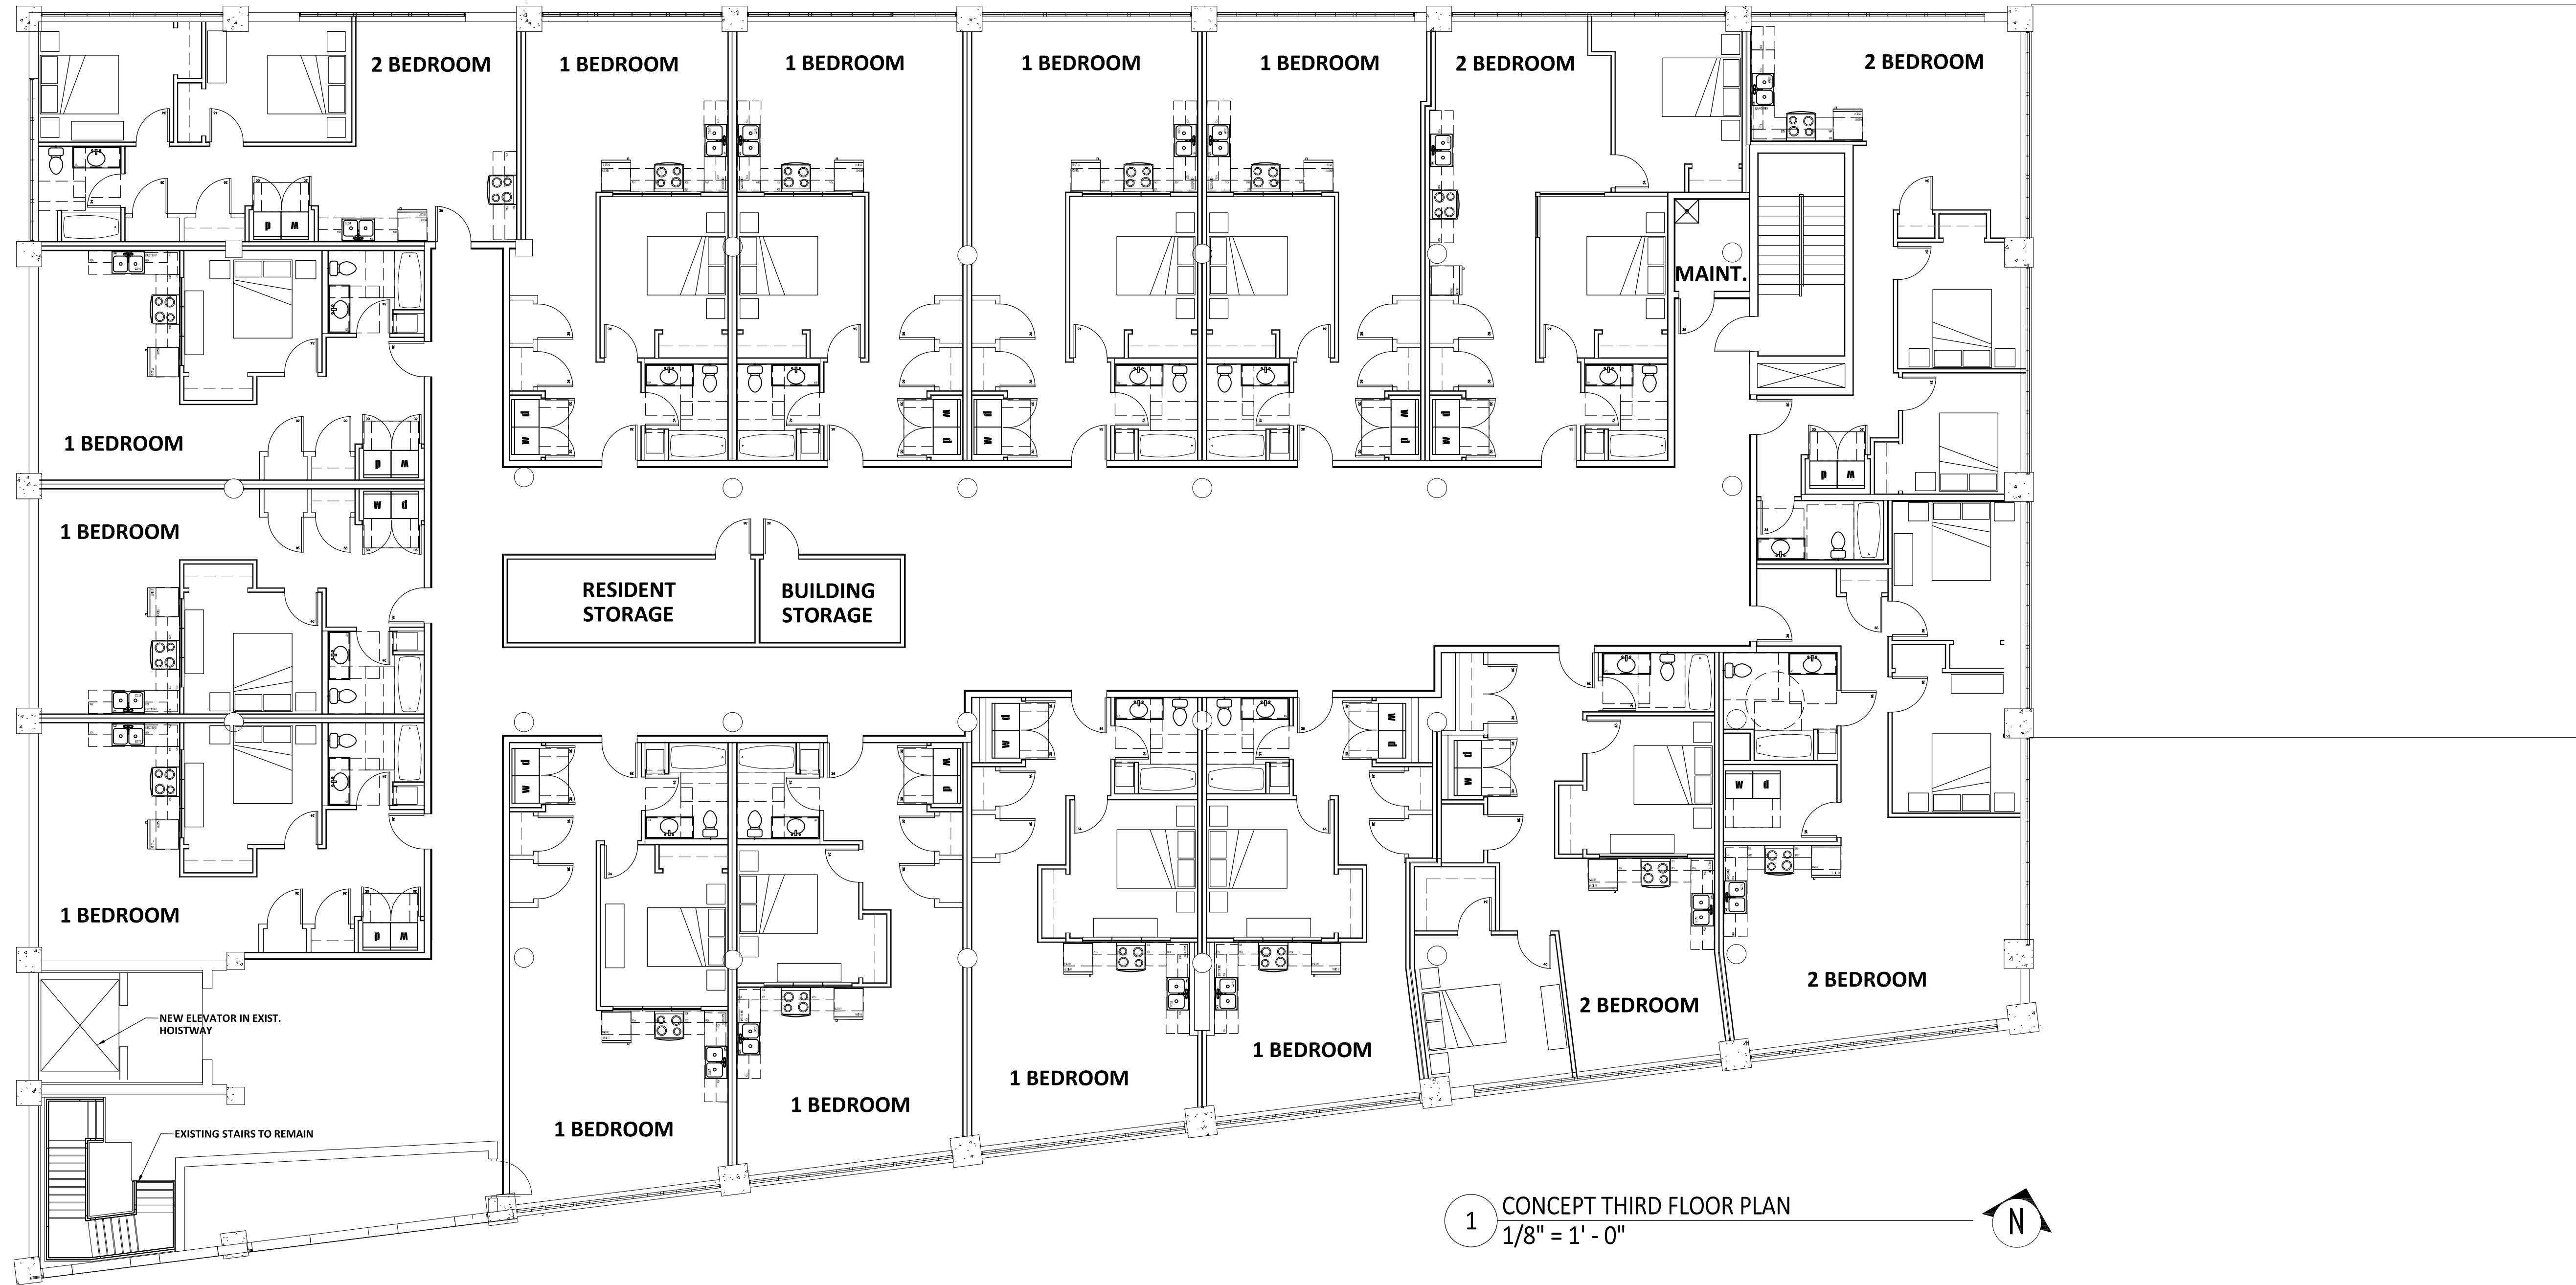 2 BEDROOM
1 BEDROOM
1 BEDROOM
1 BEDROOM
1 BEDROOM
2 BEDROOM
2 BEDROOM
d
w
MAINT.
1 BEDROOM
d
w
d
w
w
d
d
w
w
d
d
w
d
w
w
d
1 BEDROOM
RESIDENT
STORAGE
BUILDING
STORAGE
d
w
w
d
d
w
w
d
d
w
w
d
1 BEDROOM
d
w
2 BEDROOM
2 BEDROOM
NEW ELEVATOR IN EXIST.
HOISTWAY
1 BEDROOM
1 BEDROOM
1 BEDROOM
1 BEDROOM
EXISTING STAIRS TO REMAIN
1
CONCEPT THIRD FLOOR PLAN
1/8" = 1' - 0"
N